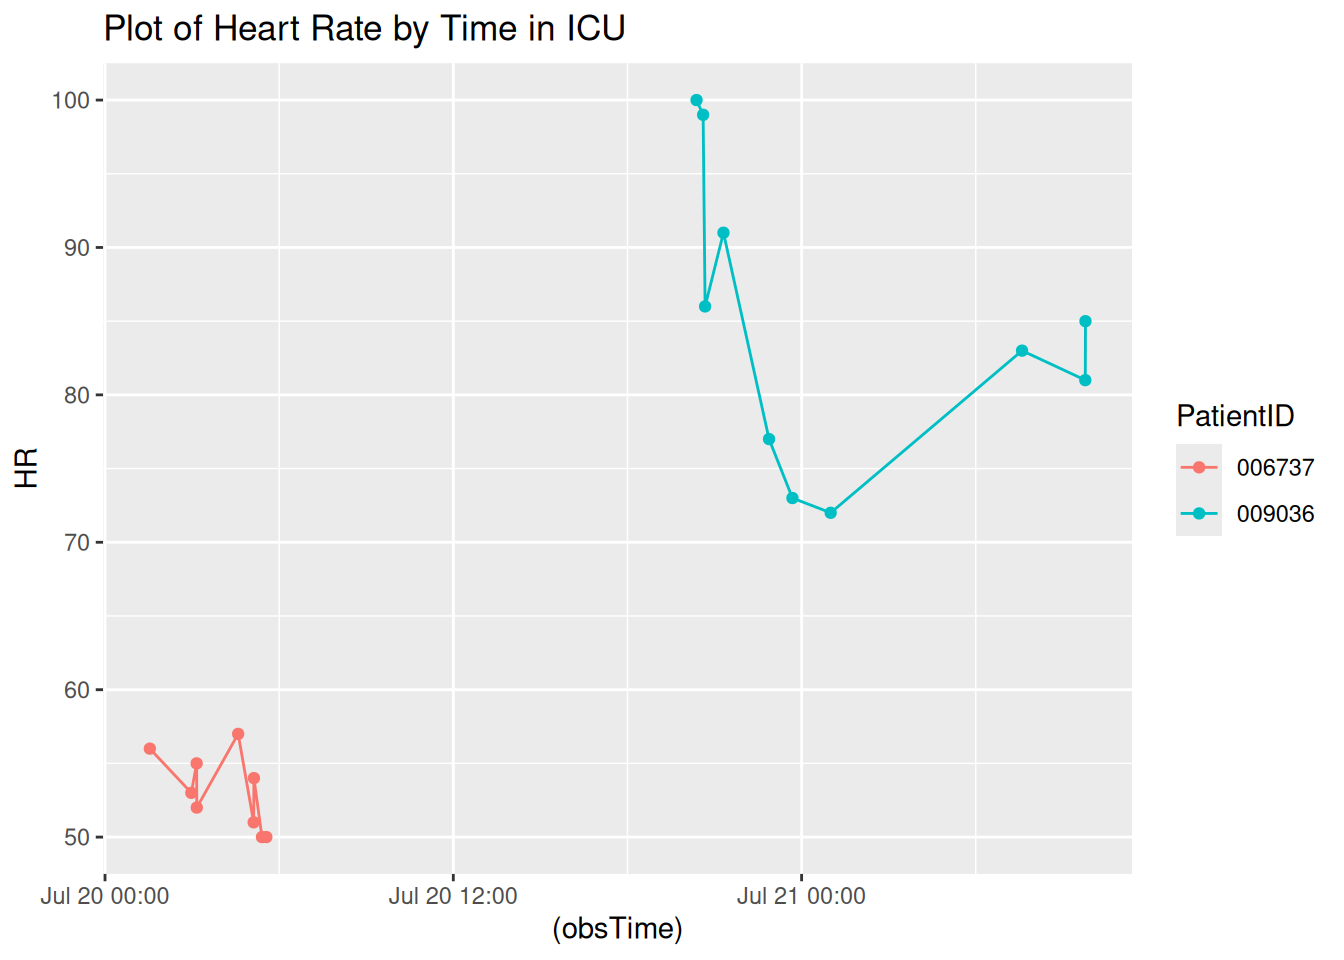 Plot of Heart Rate by Time in ICU
100
90
80
70
60
50
HR
Jul 20 00:00
Jul 20 12:00
Jul 21 00:00
(obsTime)
PatientID
006737
009036